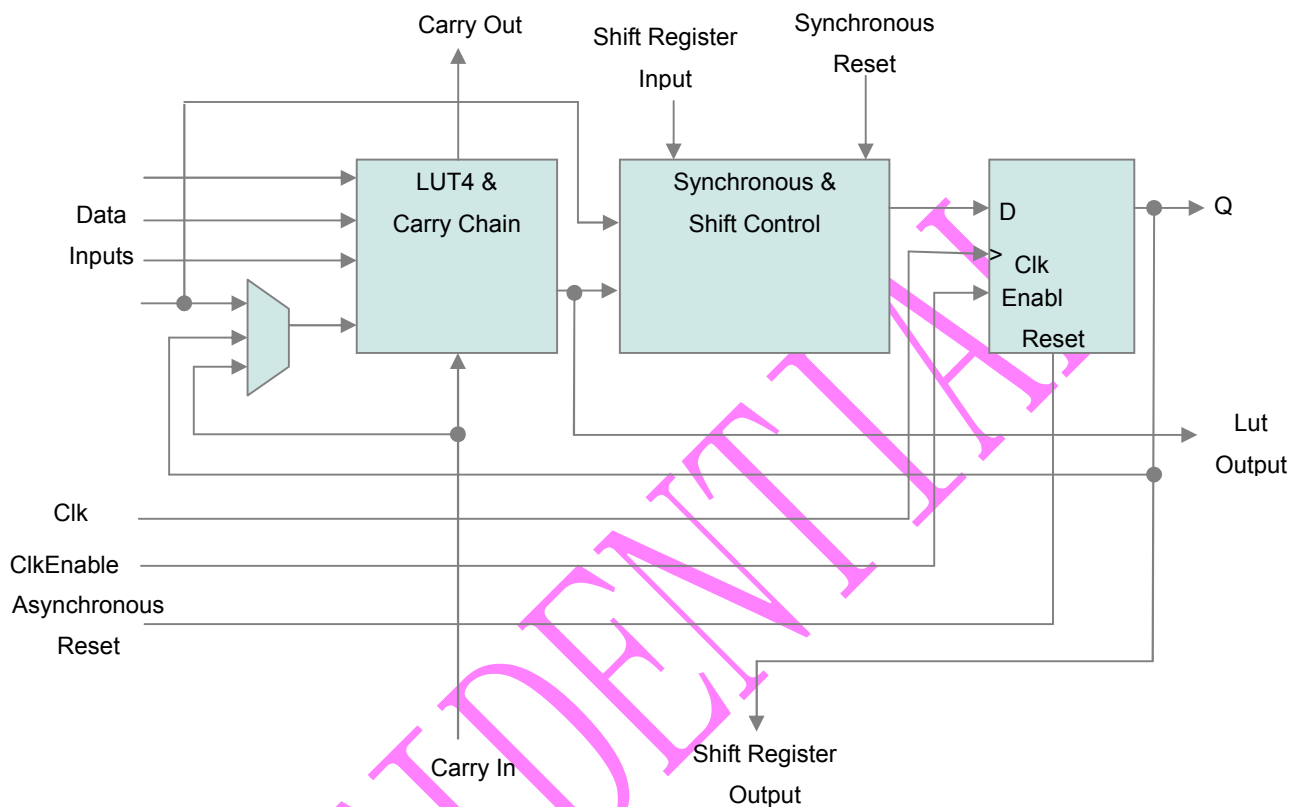 Carry Out
Shift Register
Input
Synchronous
Reset
Data
Inputs
LUT4 &
Carry Chain
Synchronous &
Shift Control
D
>
Clk
Enabl
Reset
Q
Lut
Output
Clk
ClkEnable
Asynchronous
Reset
Carry In
Shift Register
Output
IDENTIAL